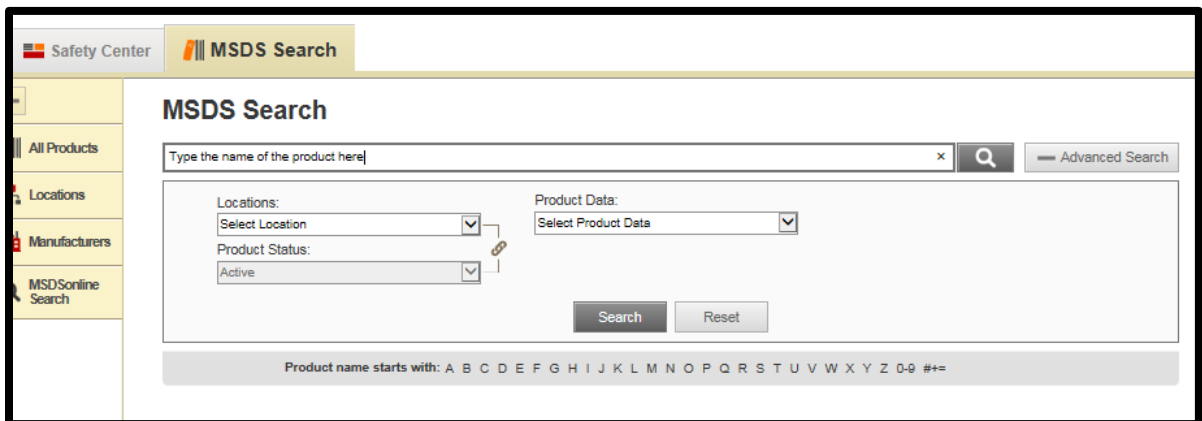 Safety Center
MSDS Search
All Products
Locations
Manufacturers
MSDSonline
Search
MSDS Search
Type the name of the product here
×
Advanced Search
Locations:
Select Location
Product Status:
Active
Product Data:
Select Product Data
Search
Reset
Product name starts with: A B C D E F G H I J K L M N O P Q R S T U V W X Y Z 0-9 #+=